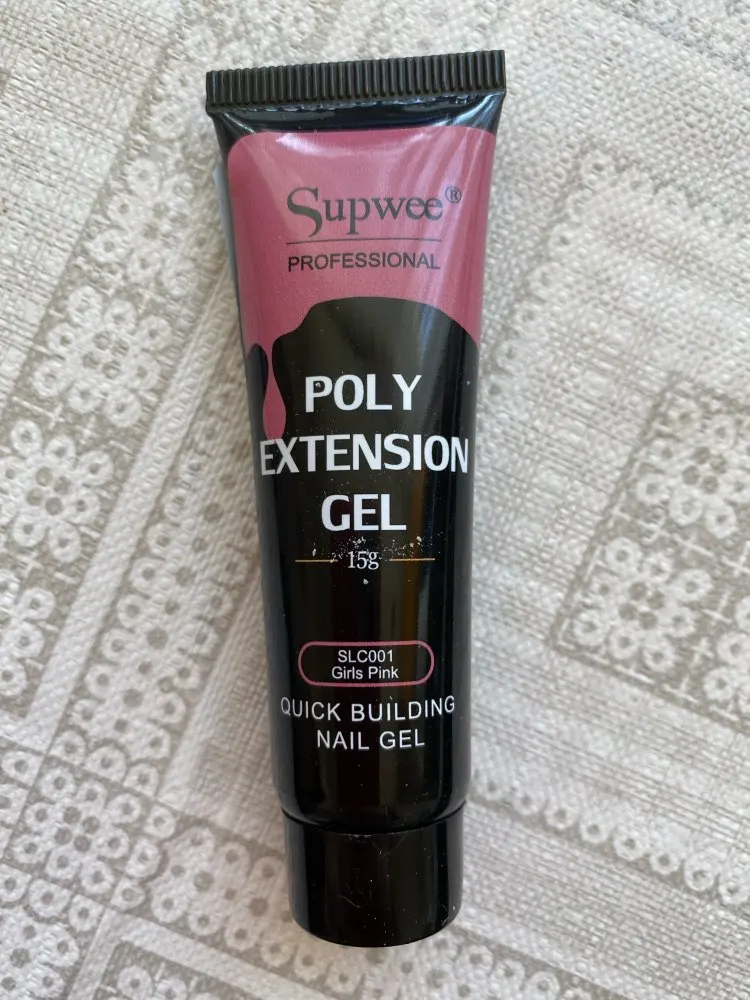 Supwee®
PROFESSIONAL
POLY
EXTENSION
GEL
15g
SLC001
Girls Pink
QUICK BUILDING
NAIL GEL